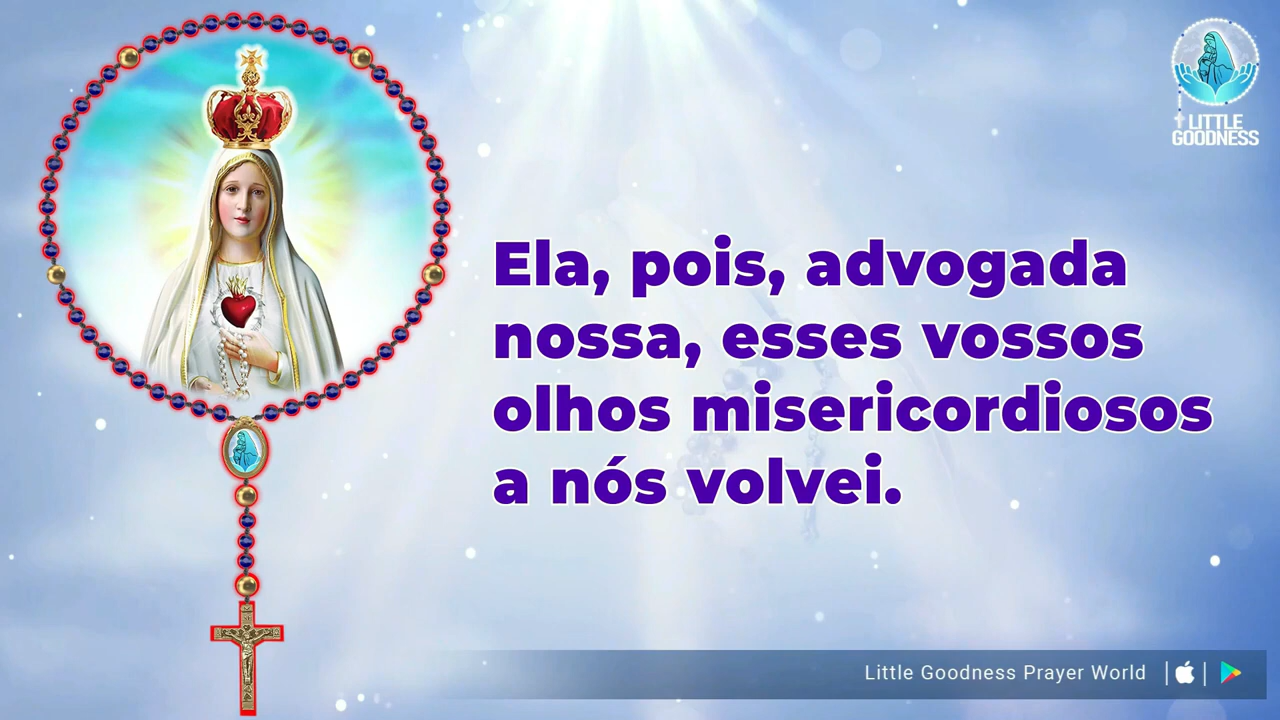 LITTLE
GOODNESS
Ela, pois, advogada
nossa, esses vossos
olhos misericordiosos
a nós volvei.
Little Goodness Prayer World